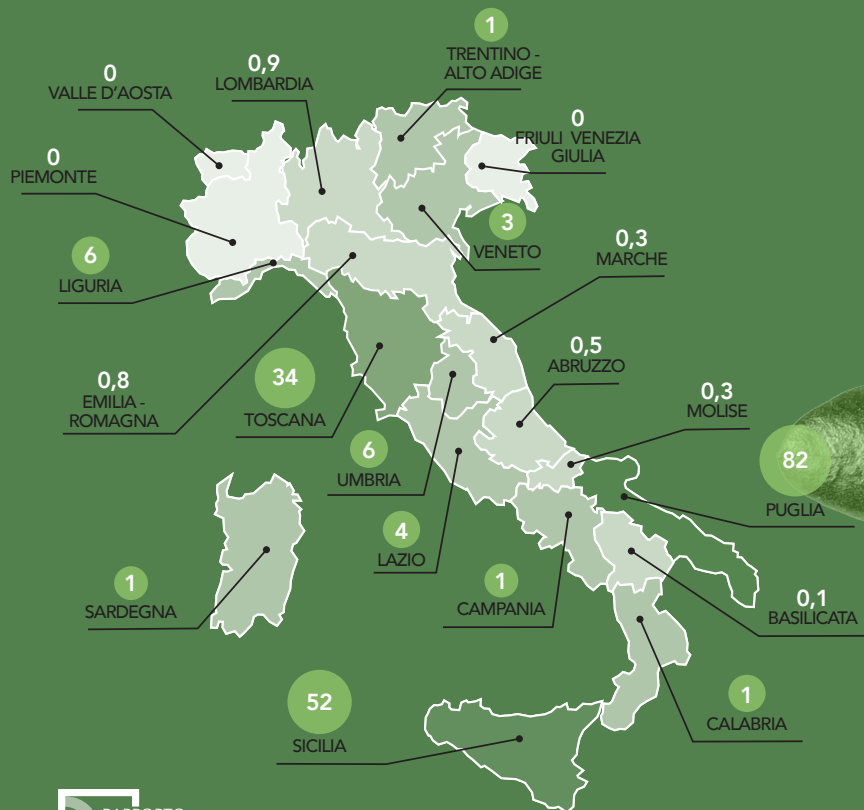 1
TRENTINO -
ALTO ADIGE
0,9
LOMBARDIA
0
VALLE D'AOSTA
0
FRIULI VENEZIA
GIULIA
0
PIEMONTE
3
VENETO
0,3
MARCHE
6
LIGURIA
0,5
ABRUZZO
0,8
EMILIA -
ROMAGNA
34
TOSCANA
0,3
MOLISE
6
UMBRIA
82
PUGLIA
4
LAZIO
1
SARDEGNA
1
CAMPANIA
0,1
BASILICATA
52
SICILIA
1
CALABRIA
RAPPORTO